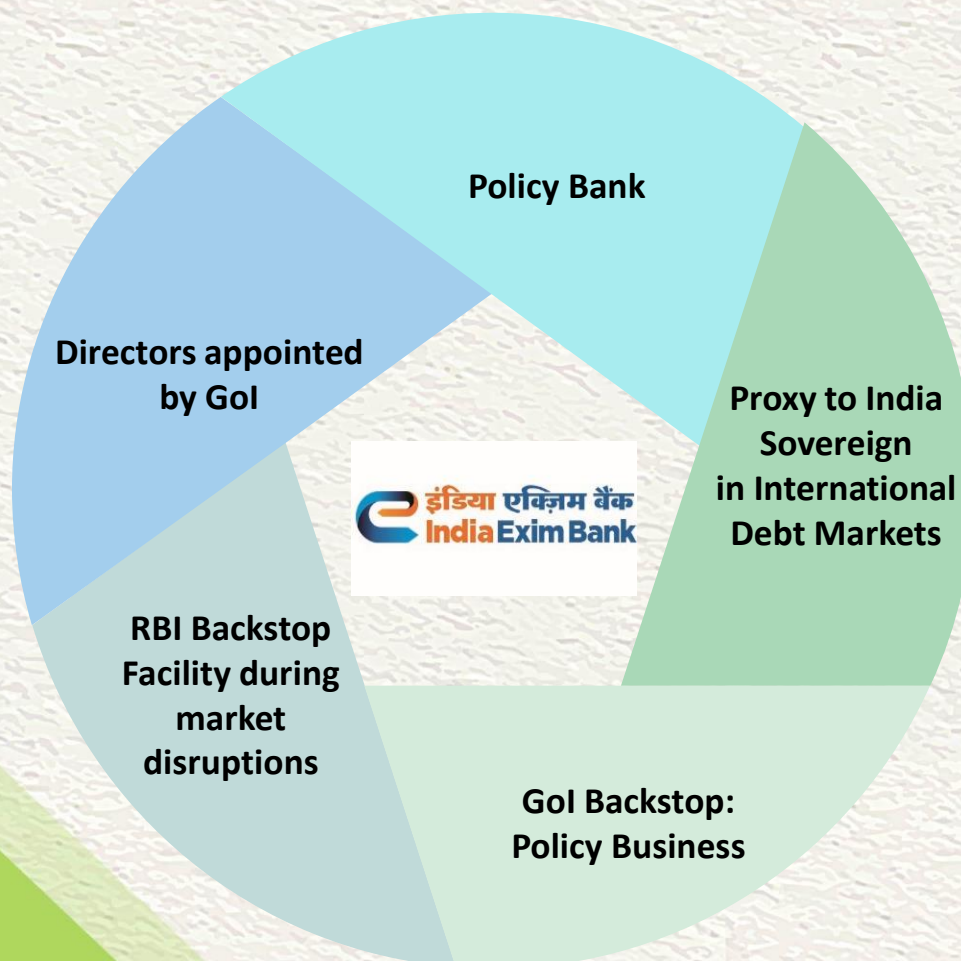 Policy Bank
Directors appointed
by GoI
Proxy to India
Sovereign
in International
Debt Markets
इंडिया एक्ज़िम बैंक
India Exim Bank
RBI Backstop
Facility during
market
disruptions
GoI Backstop:
Policy Business